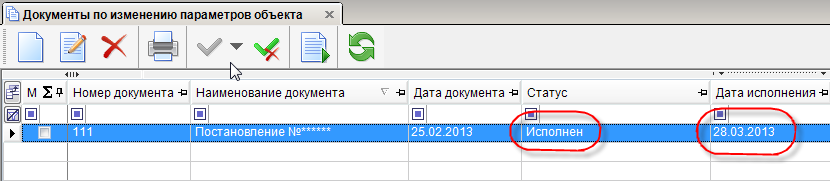 Документы по изменению параметров объекта
М Σ Номер документа Наименование документа Дата документа Статус Дата исполнения
111 Постановление №****** 25.02.2013 Исполнен 28.03.2013